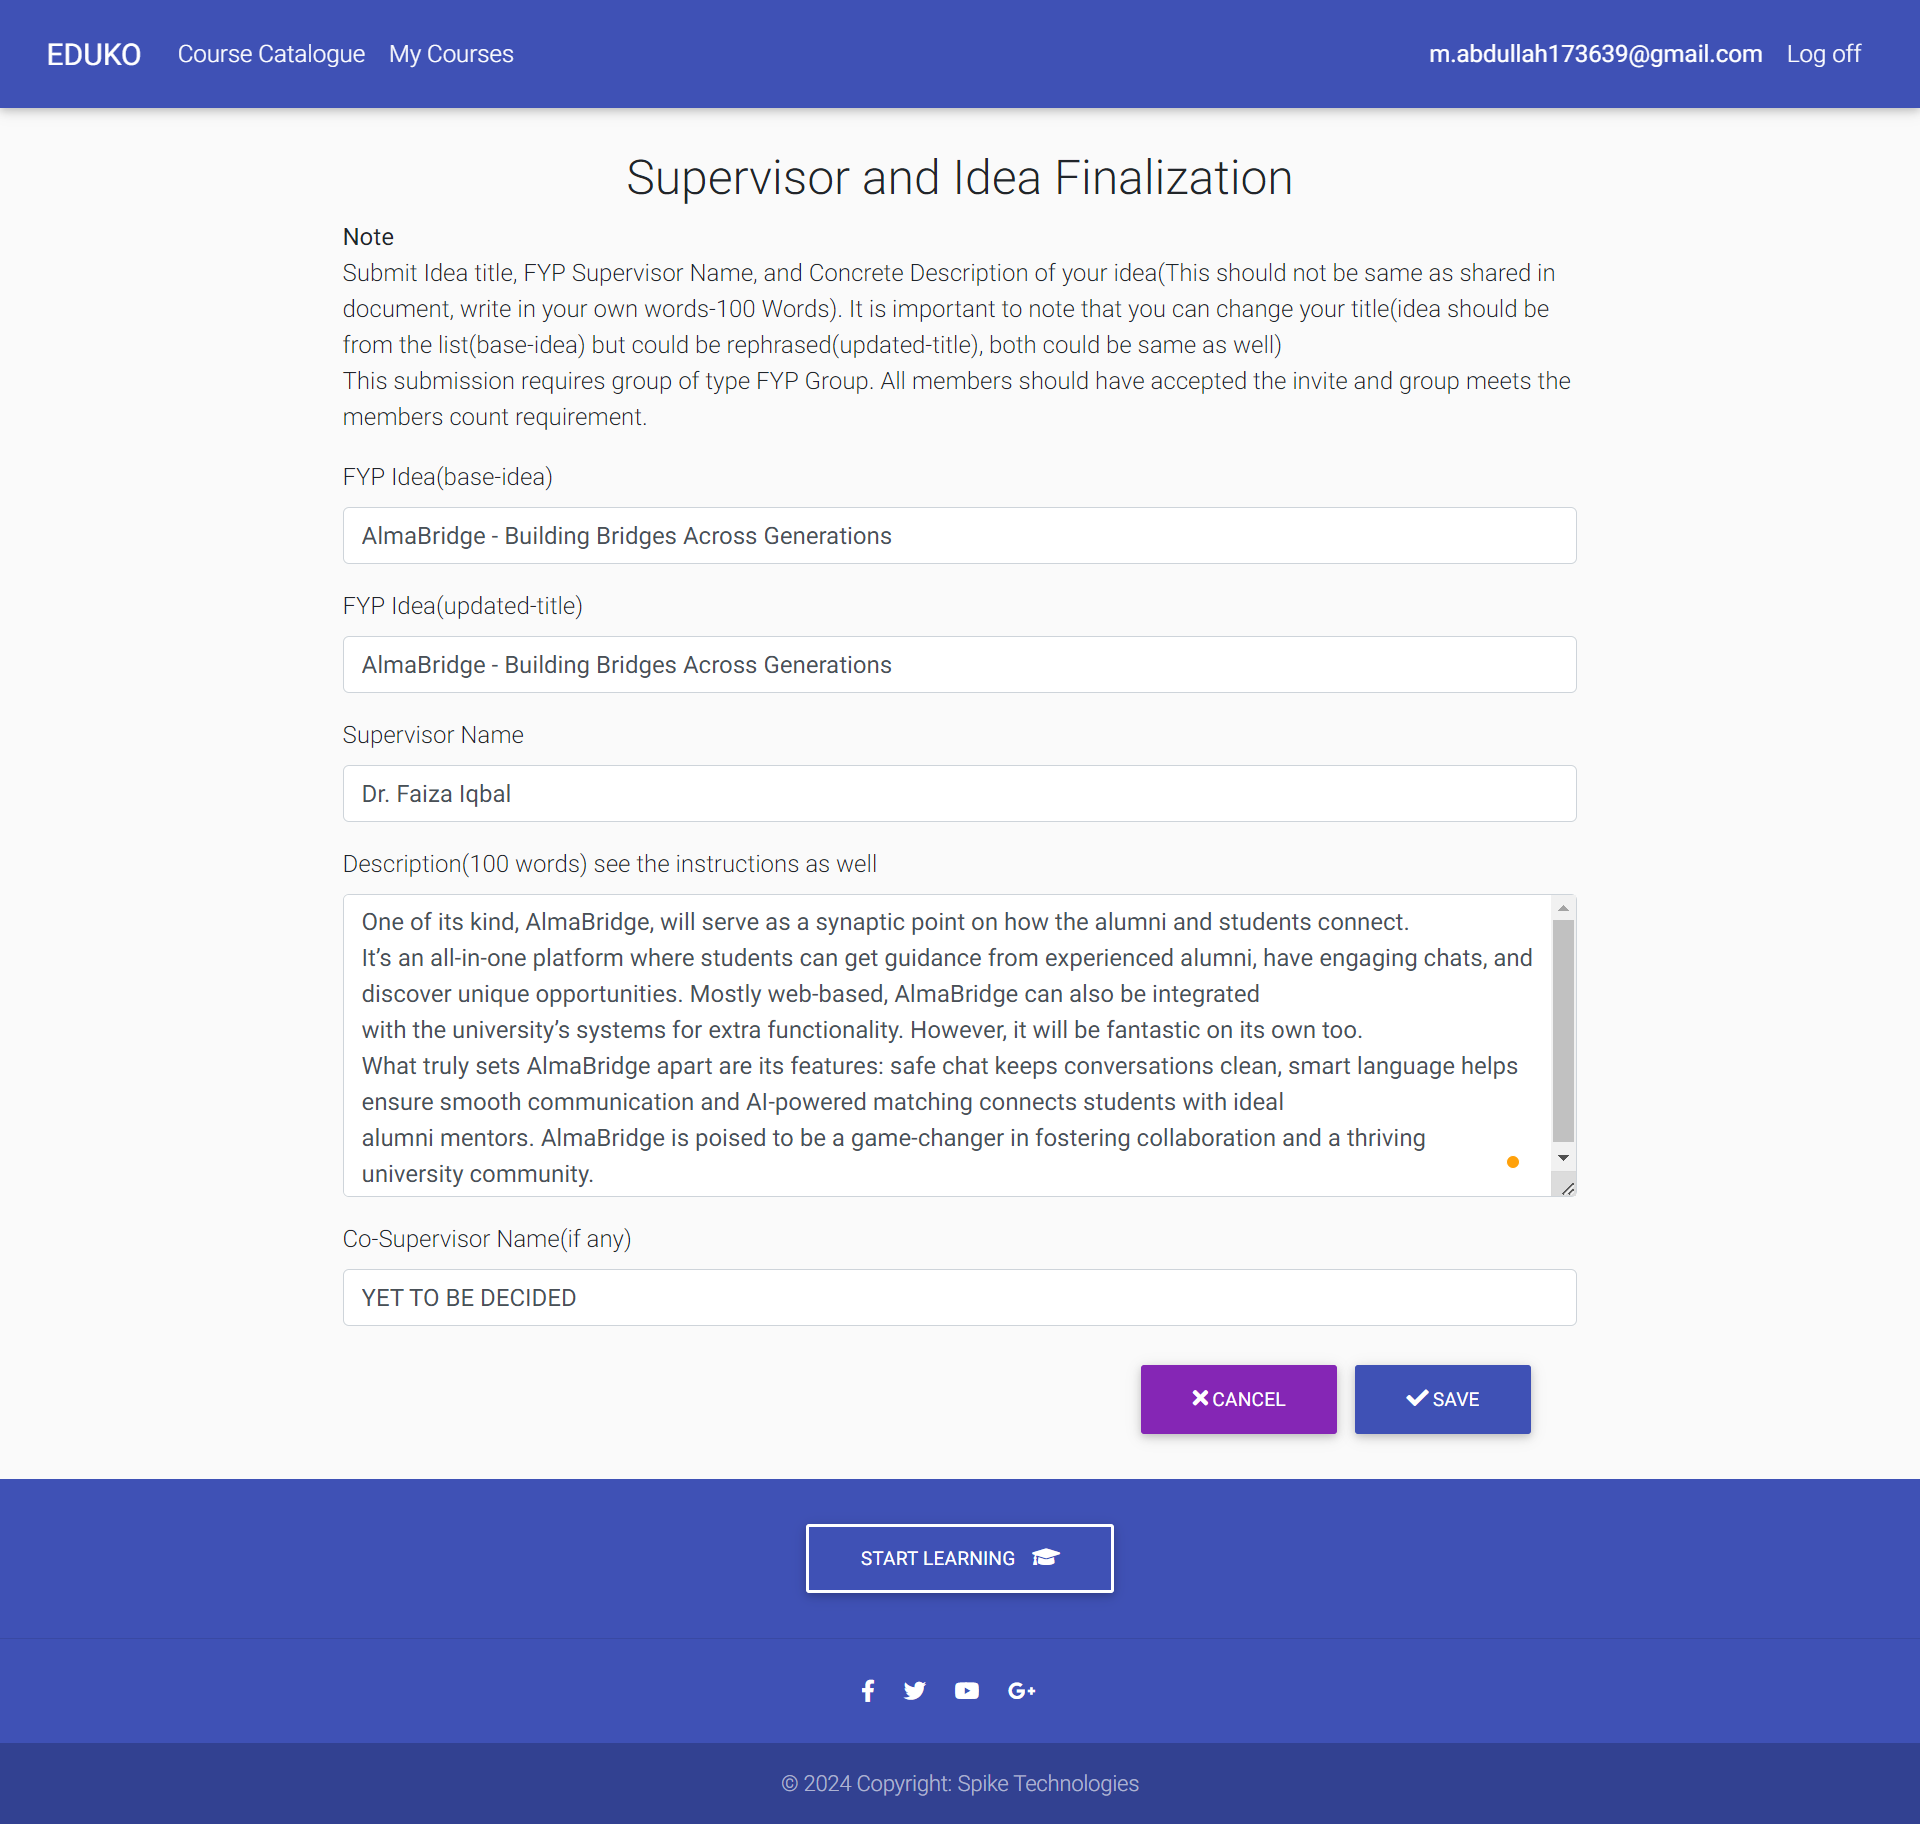 EDUKO Course Catalogue My Courses m.abdullah173639@gmail.com Log off
Supervisor and Idea Finalization
Note
Submit Idea title, FYP Supervisor Name, and Concrete Description of your idea(This should not be same as shared in
document, write in your own words-100 Words). It is important to note that you can change your title(idea should be
from the list(base-idea) but could be rephrased(updated-title), both could be same as well)
This submission requires group of type FYP Group. All members should have accepted the invite and group meets the
members count requirement.
FYP Idea(base-idea)
AlmaBridge - Building Bridges Across Generations
FYP Idea(updated-title)
AlmaBridge - Building Bridges Across Generations
Supervisor Name
Dr. Faiza Iqbal
Description(100 words) see the instructions as well
One of its kind, AlmaBridge, will serve as a synaptic point on how the alumni and students connect.
It’s an all-in-one platform where students can get guidance from experienced alumni, have engaging chats, and
discover unique opportunities. Mostly web-based, AlmaBridge can also be integrated
with the university’s systems for extra functionality. However, it will be fantastic on its own too.
What truly sets AlmaBridge apart are its features: safe chat keeps conversations clean, smart language helps
ensure smooth communication and AI-powered matching connects students with ideal
alumni mentors. AlmaBridge is poised to be a game-changer in fostering collaboration and a thriving
university community.
Co-Supervisor Name(if any)
YET TO BE DECIDED
CANCEL SAVE
START LEARNING
© 2024 Copyright: Spike Technologies